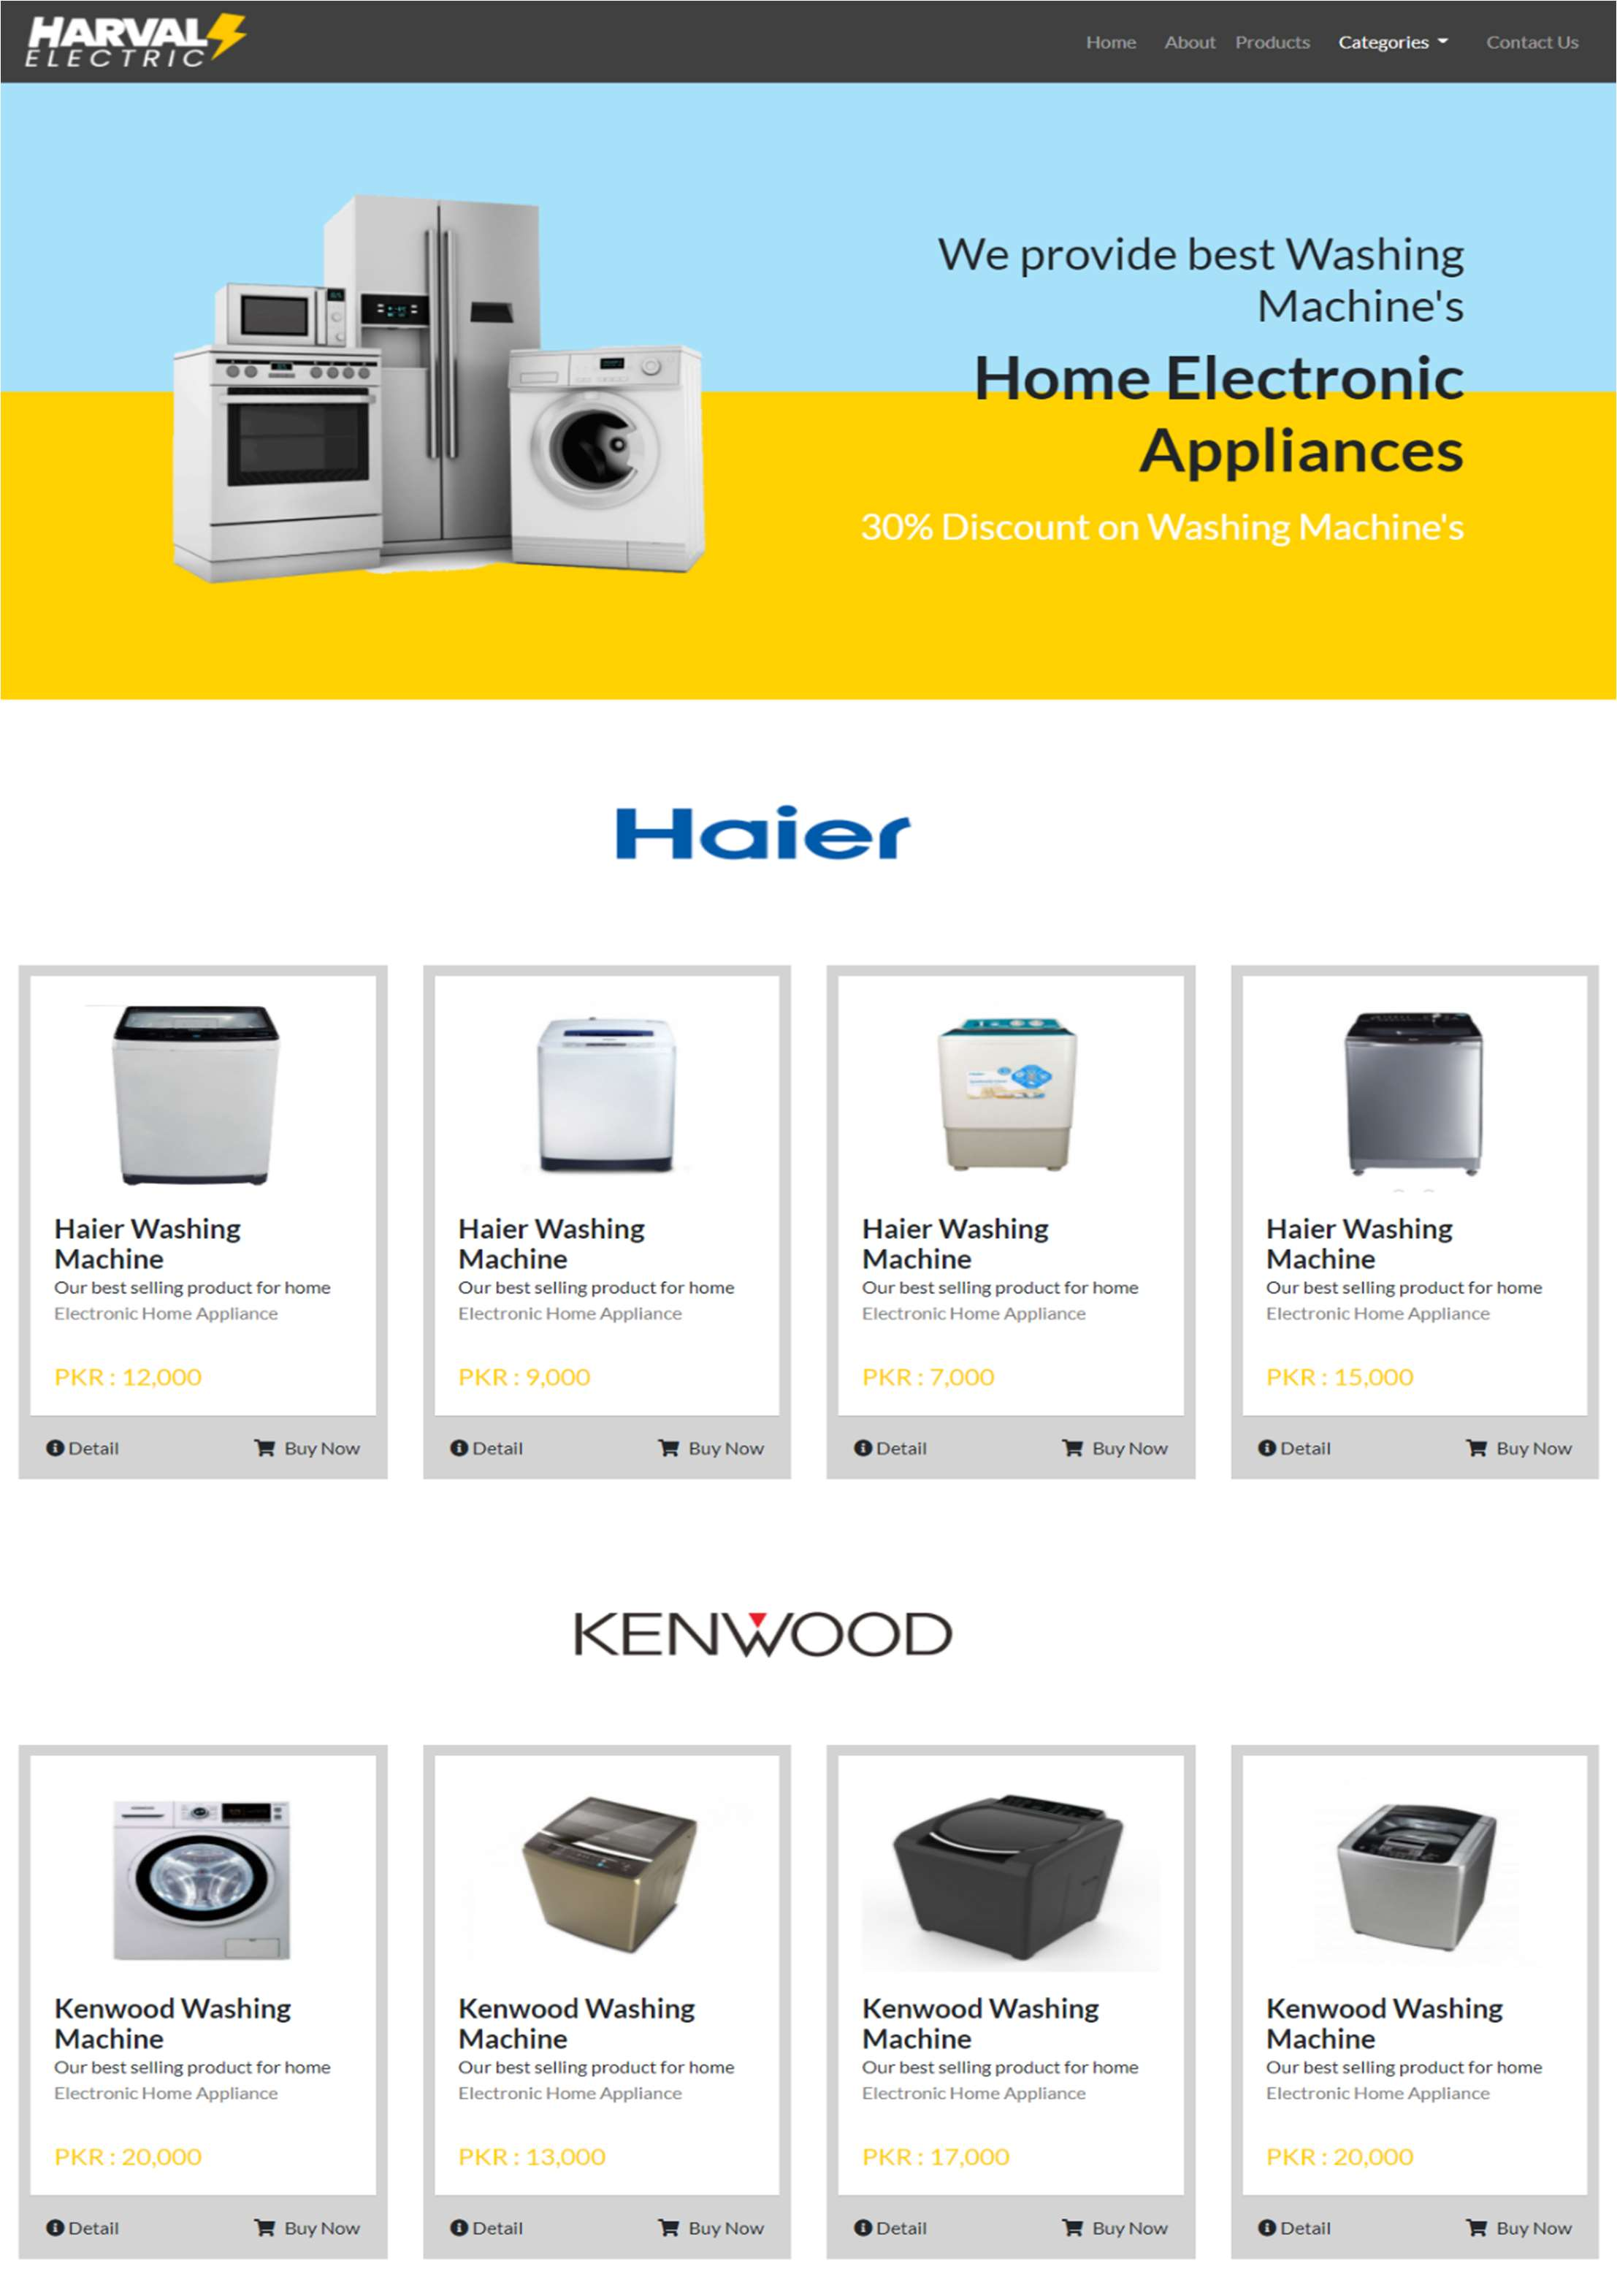 HARVAL
ELECTRIC
Home About Products Categories Contact Us
We provide best Washing
Machine's
Home Electronic
Appliances
30% Discount on Washing Machine's
Haier
Haier Washing
Machine
Our best selling product for home
Electronic Home Appliance
PKR : 12,000
Detail Buy Now
Haier Washing
Machine
Our best selling product for home
Electronic Home Appliance
PKR : 9,000
Detail Buy Now
Haier Washing
Machine
Our best selling product for home
Electronic Home Appliance
PKR : 7,000
Detail Buy Now
Haier Washing
Machine
Our best selling product for home
Electronic Home Appliance
PKR : 15,000
Detail Buy Now
KENWOOD
Kenwood Washing
Machine
Our best selling product for home
Electronic Home Appliance
PKR : 20,000
Detail Buy Now
Kenwood Washing
Machine
Our best selling product for home
Electronic Home Appliance
PKR : 13,000
Detail Buy Now
Kenwood Washing
Machine
Our best selling product for home
Electronic Home Appliance
PKR : 17,000
Detail Buy Now
Kenwood Washing
Machine
Our best selling product for home
Electronic Home Appliance
PKR : 20,000
Detail Buy Now